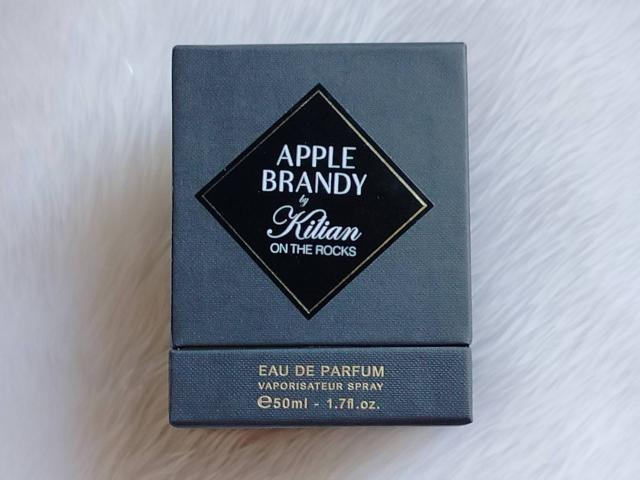 APPLE
BRANDY
by
Kilian
ON THE ROCKS
EAU DE PARFUM
VAPORISATEUR SPRAY
℮50ml - 1.7fl.oz.